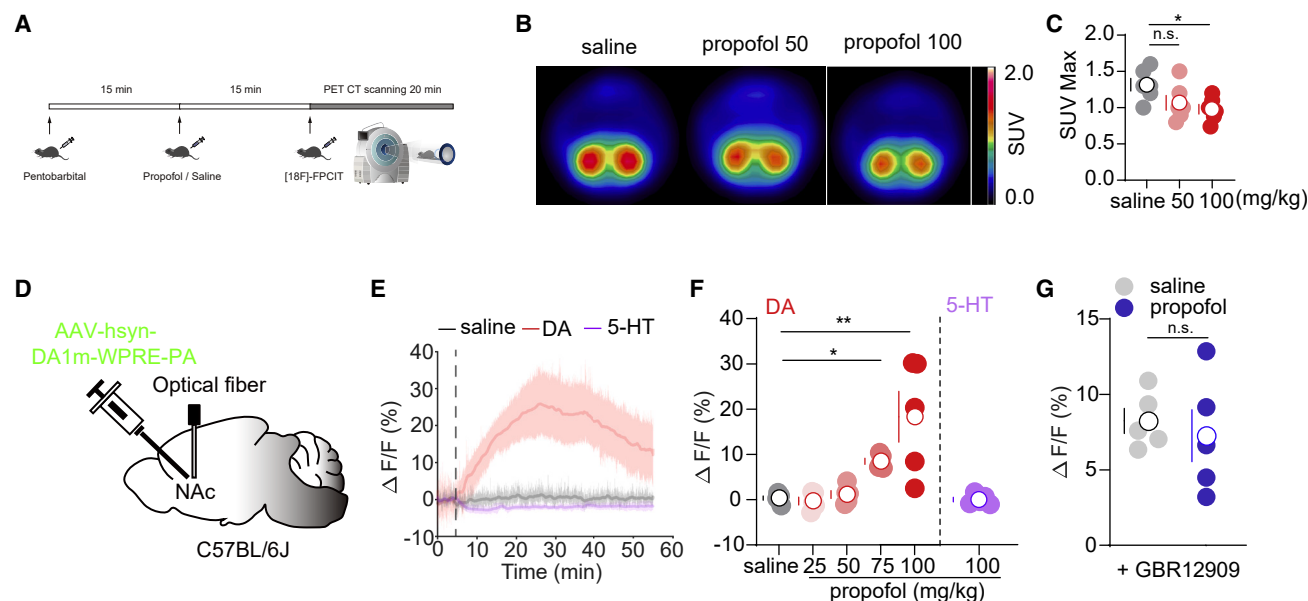 A
15 min
15 min
PET CT scanning 20 min
Pentobarbital
Propofol / Saline
[18F]-FPCIT
B
saline
propofol 50
propofol 100
2.0
SUV
0.0
C
*
n.s.
SUV Max
2.0
1.5
1.0
0.5
0.0
saline 50 100(mg/kg)
D
AAV-hsyn-
DA1m-WPRE-PA
Optical fiber
NAc
C57BL/6J
E
saline DA 5-HT
Δ F/F (%)
40
30
20
10
0
-10
0 10 20 30 40 50 60
Time (min)
F
DA
5-HT
**
*
Δ F/F (%)
40
30
20
10
0
-10
saline 25 50 75 100 100
propofol (mg/kg)
G
saline
propofol
n.s.
Δ F/F (%)
15
10
5
0
+ GBR12909